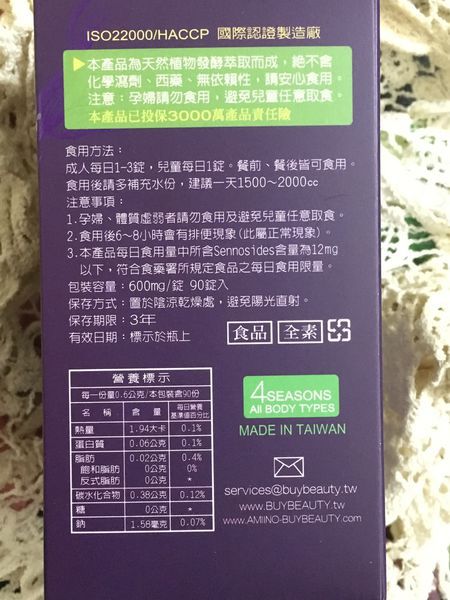 ISO22000/HACCP 國際認證製造廠
▶本產品為天然植物發酵萃取而成，絶不含
化學瀉劑、西藥、無依賴性，請安心食用。
注意：孕婦請勿食用，避免兒童任意取食。
本產品已投保3000萬產品責任險
食用方法：
成人每日1-3錠，兒童每日1錠。餐前、餐後皆可食用。
食用後請多補充水份，建議一天1500～2000cc
注意事項：
1.孕婦、體質虛弱者請勿食用及避免兒童任意取食。
2.食用後6~8小時會有排便現象(此屬正常現象)。
3.本產品每日食用量中所含Sennosides含量為12mg
以下，符合食藥署所規定食品之每日食用限量。
包裝容量：600mg/錠 90錠入
保存方式：置於陰涼乾燥處，避免陽光直射。
保存期限：3年
有效日期：標示於瓶上
食品 全素
營養標示
每一份量0.6公克/本包裝含90份
名稱 含量 每日營養基準值百分比
熱量 1.94大卡 0.1%
蛋白質 0.06公克 0.1%
脂肪 0.02公克 0.4%
飽和脂肪 0公克 0%
反式脂肪 0公克 *
碳水化合物 0.38公克 0.12%
糖 0公克 *
鈉 1.58毫克 0.07%
4SEASONS
All BODY TYPES
MADE IN TAIWAN
services@buybeauty.tw
www.BUYBEAUTY.tw
www.AMIINO-BUYBEAUTY.com